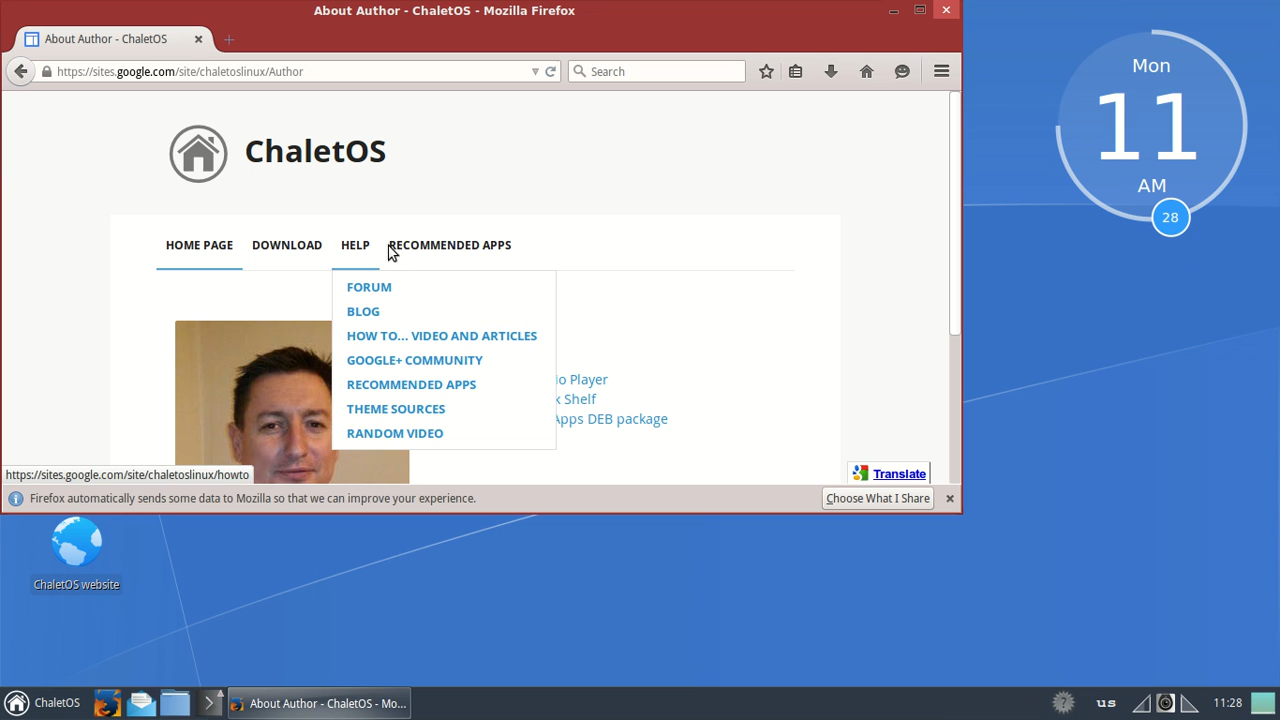 About Author - ChaletOS - Mozilla Firefox
About Author - ChaletOS
https://sites.google.com/site/chaletoslinux/Author
Search
ChaletOS
HOME PAGE DOWNLOAD HELP RECOMMENDED APPS
FORUM
BLOG
HOW TO... VIDEO AND ARTICLES
GOOGLE+ COMMUNITY
RECOMMENDED APPS
THEME SOURCES
RANDOM VIDEO
Player
Shelf
Apps DEB package
https://sites.google.com/site/chaletoslinux/howto
Translate
Firefox automatically sends some data to Mozilla so that we can improve your experience.
Choose What I Share
Mon
11
AM
28
ChaletOS website
ChaletOS
About Author - ChaletOS - Mo...
us
11:28